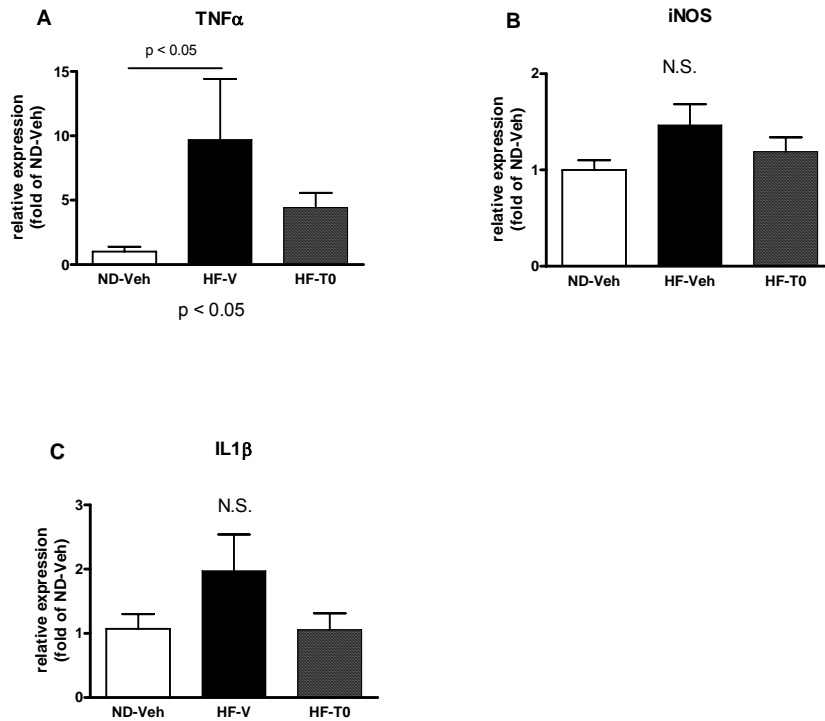 A
TNFα
p < 0.05
15
10
5
0
relative expression
(fold of ND-Veh)
ND-Veh
HF-V
HF-T0
p < 0.05
B
iNOS
N.S.
2
1
0
relative expression
(fold of ND-Veh)
ND-Veh
HF-Veh
HF-T0
C
IL1β
N.S.
3
2
1
0
relative expression
(fold of ND-Veh)
ND-Veh
HF-V
HF-T0